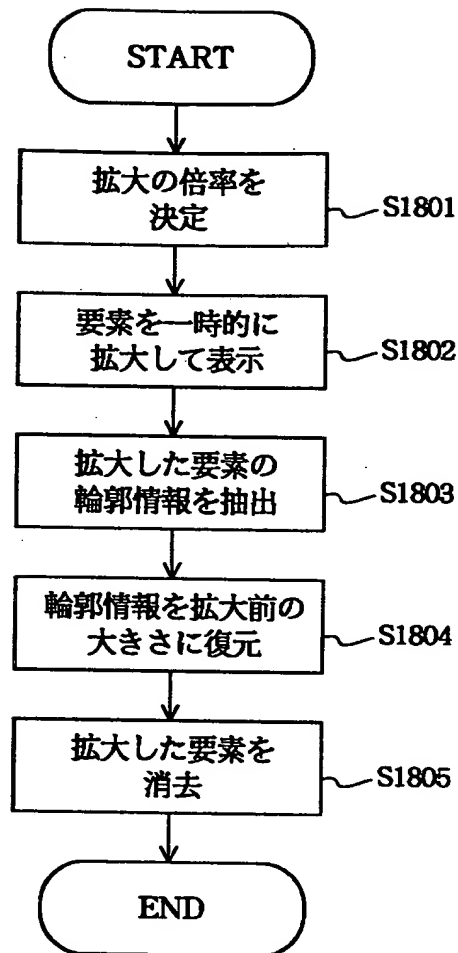 START
拡大の倍率を
決定
S1801
要素を一時的に
拡大して表示
S1802
拡大した要素の
輪郭情報を抽出
S1803
輪郭情報を拡大前の
大きさに復元
S1804
拡大した要素を
消去
S1805
END